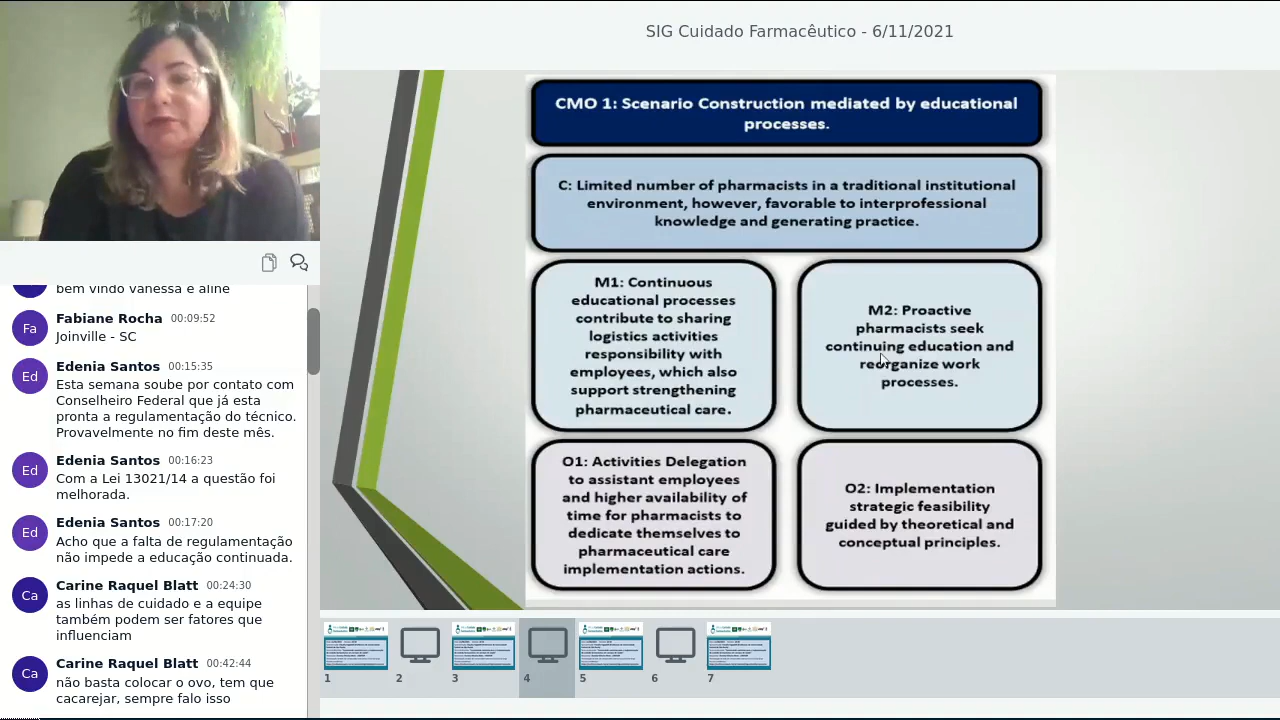 SIG Cuidado Farmacêutico - 6/11/2021
bem vindo vanessa e aline
Fa
Fabiane Rocha 00:09:52
Joinville - SC
Ed
Edenia Santos 00:15:35
Esta semana soube por contato com
Conselheiro Federal que já esta
pronta a regulamentação do técnico.
Provavelmente no fim deste mês.
Ed
Edenia Santos 00:16:23
Com a Lei 13021/14 a questão foi
melhorada.
Ed
Edenia Santos 00:17:20
Acho que a falta de regulamentação
não impede a educação continuada.
Ca
Carine Raquel Blatt 00:24:30
as linhas de cuidado e a equipe
também podem ser fatores que
influenciam
Ca
Carine Raquel Blatt 00:42:44
não basta colocar o ovo, tem que
cacarejar, sempre falo isso
CMO 1: Scenario Construction mediated by educational
processes.
C: Limited number of pharmacists in a traditional institutional
environment, however, favorable to interprofessional
knowledge and generating practice.
M1: Continuous
educational processes
contribute to sharing
logistics activities
responsibility with
employees, which also
support strengthening
pharmaceutical care.
M2: Proactive
pharmacists seek
continuing education and
reorganize work
processes.
O1: Activities Delegation
to assistant employees
and higher availability of
time for pharmacists to
dedicate themselves to
pharmaceutical care
implementation actions.
O2: Implementation
strategic feasibility
guided by theoretical and
conceptual principles.
1
2
3
4
5
6
7